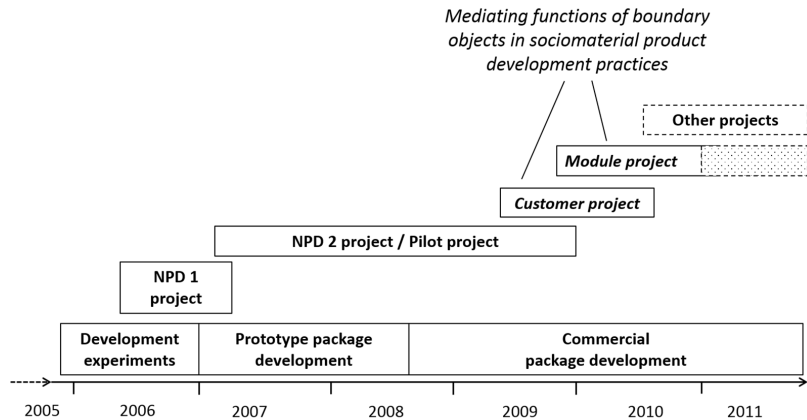 Mediating functions of boundary
objects in sociomaterial product
development practices
Other projects
Module project
Customer project
NPD 2 project / Pilot project
NPD 1
project
Development
experiments
Prototype package
development
Commercial
package development
2005
2006
2007
2008
2009
2010
2011